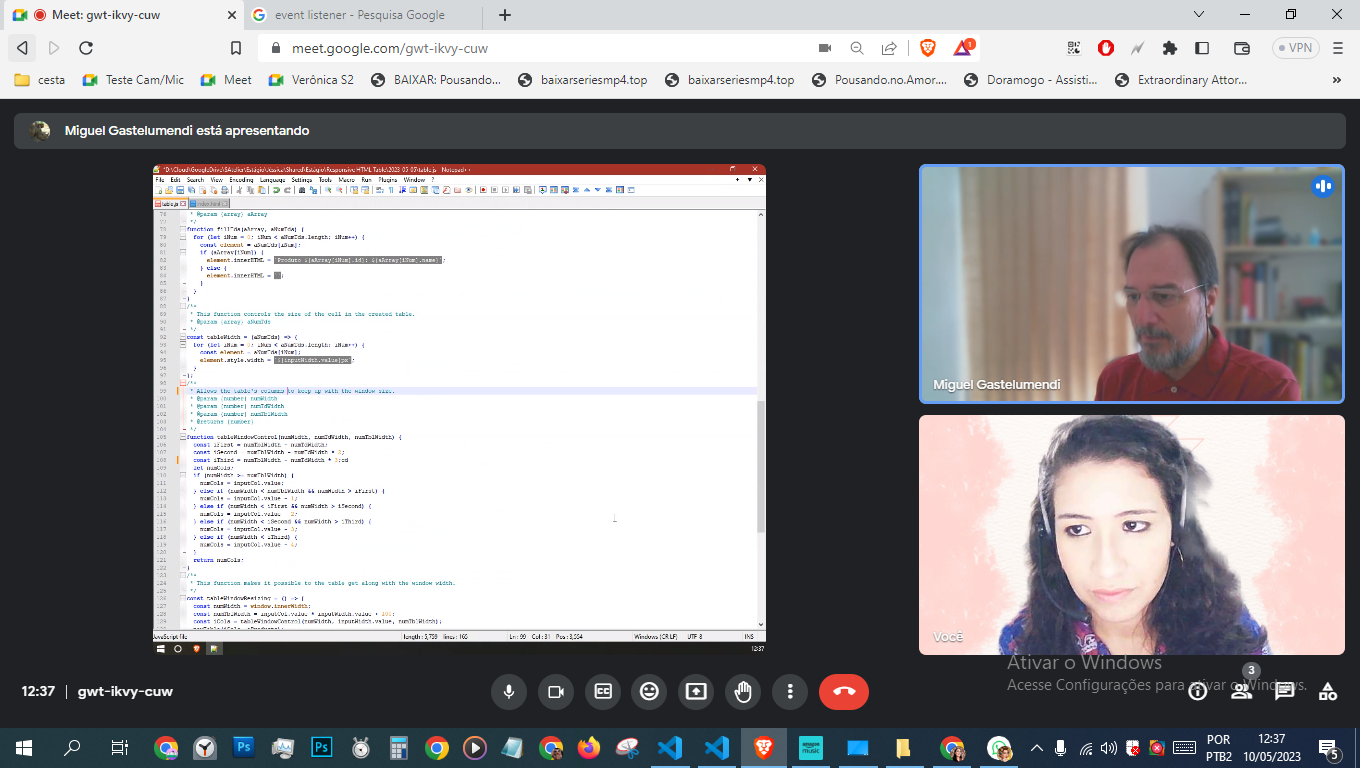 Meet: gwt-ikvy-cuw
event listener - Pesquisa Google
meet.google.com/gwt-ikvy-cuw
1
VPN
cesta
Teste Cam/Mic
Meet
Verônica S2
BAIXAR: Pousando...
baixarseriesmp4.top
baixarseriesmp4.top
Pousando.no.Amor....
Doramogo - Assisti...
Extraordinary Attor...
Miguel Gastelumendi está apresentando
File Edit Search View Encoding Language Settings Tools Macro Run Plugins Window ?
table.js
index.html
* @param {array} aArray
*/
function fillTds(aArray, aNumTds) {
for (let iNum = 0; iNum < aNumTds.length; iNum++) {
const element = aNumTds[iNum];
if (aArray[iNum]) {
element.innerHTML = `Produto ${aArray[iNum].id}: ${aArray[iNum].name}`;
} else {
element.innerHTML =
}
}
}
/**
* This function controls the size of the cell in the created table.
* @param {array} aNumTds
*/
const tableWidth = (aNumTds) => {
for (let iNum = 0; iNum < aNumTds.length; iNum++) {
const element = aNumTds[iNum];
element.style.width = `${inputWidth.value}px`;
}
};
/**
* Allows the table's columns to keep up with the window size.
* @param {number} numWidth
* @param {number} numTdWidth
* @param {number} numTblWidth
* @returns {number}
*/
function tableWindowControl(numWidth, numTdWidth, numTblWidth) {
const iFirst = numTblWidth - numTdWidth;
const iSecond = numTblWidth - numTdWidth * 2;
const iThird = numTblWidth - numTdWidth * 3;cd
let numCols;
if (numWidth >= numTblWidth) {
numCols = inputCol.value;
} else if (numWidth < numTblWidth && numWidth > iFirst) {
numCols = inputCol.value - 1;
} else if (numWidth < iFirst && numWidth > iSecond) {
numCols = inputCol.value - 2;
} else if (numWidth < iSecond && numWidth > iThird) {
numCols = inputCol.value - 3;
} else if (numWidth < iThird) {
numCols = inputCol.value - 4;
}
return numCols;
}
/**
* This function makes it possible to the table get along with the window width.
*/
const tableWindowResizing = () => {
const numWidth = window.innerWidth;
const numTblWidth = inputCol.value * inputWidth.value + 100;
const iCols = tableWindowControl(numWidth, inputWidth.value, numTblWidth);
JavaScript file
length : 5,759 lines : 165
Ln : 99 Col : 31 Pos : 3,554
Windows (CR LF)
UTF-8
INS
12:37
Miguel Gastelumendi
Você
Ativar o Windows
Acesse Configurações para ativar o Windows.
12:37 | gwt-ikvy-cuw
3
POR
PTB2
12:37
10/05/2023
5